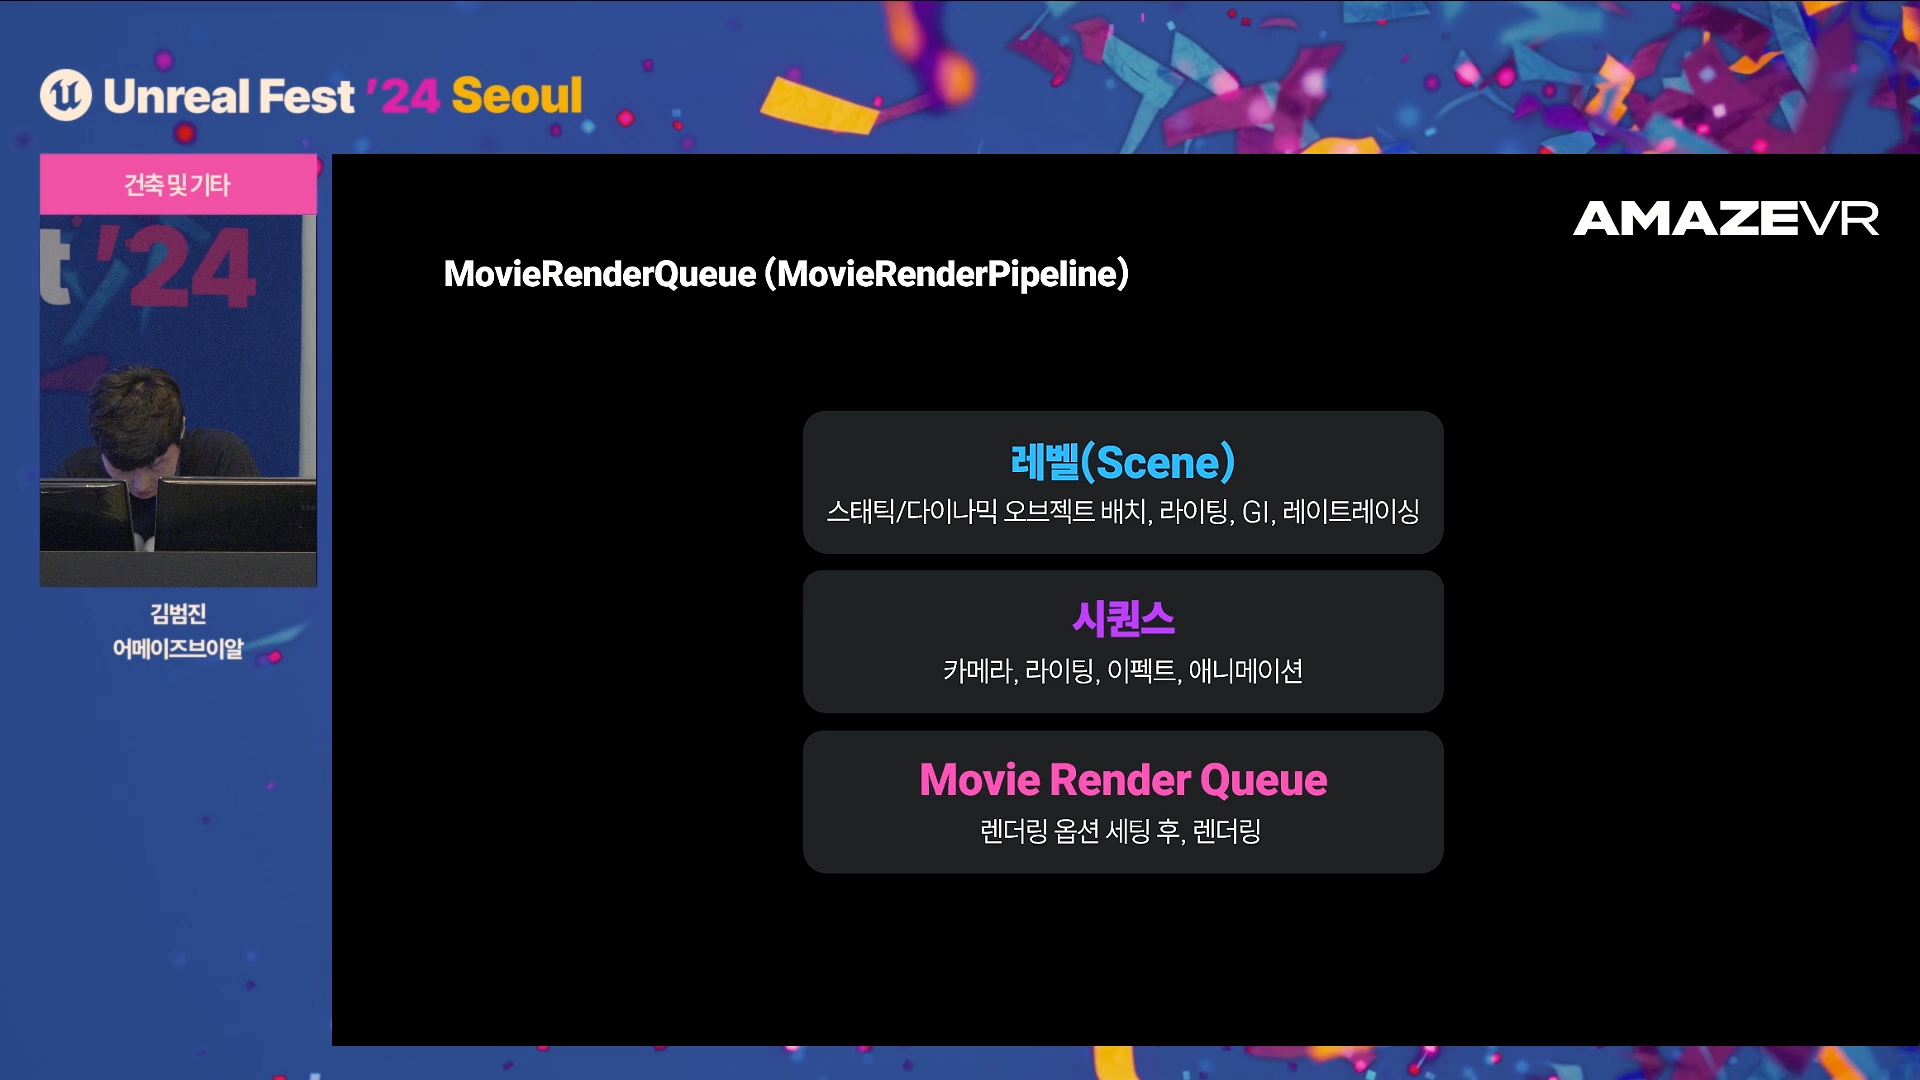 Unreal Fest '24 Seoul
건축 및 기타
t '24
김범진
어메이즈브이알
AMAZEVR
MovieRenderQueue (MovieRenderPipeline)
레벨(Scene)
스태틱/다이나믹 오브젝트 배치, 라이팅, GI, 레이트레이싱
시퀀스
카메라, 라이팅, 이펙트, 애니메이션
Movie Render Queue
렌더링 옵션 세팅 후, 렌더링